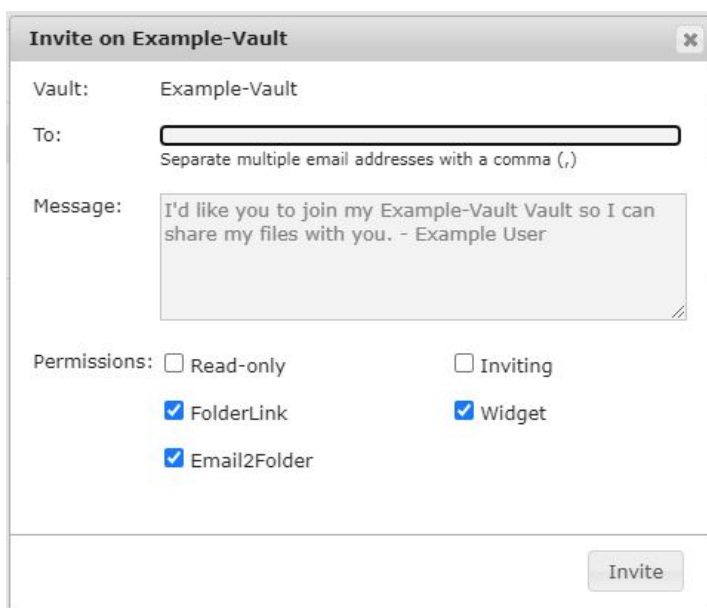 Invite on Example-Vault
Vault: Example-Vault
To:
Separate multiple email addresses with a comma (,)
Message: I'd like you to join my Example-Vault Vault so I can
share my files with you. - Example User
Permissions: Read-only Inviting
FolderLink Widget
Email2Folder
Invite